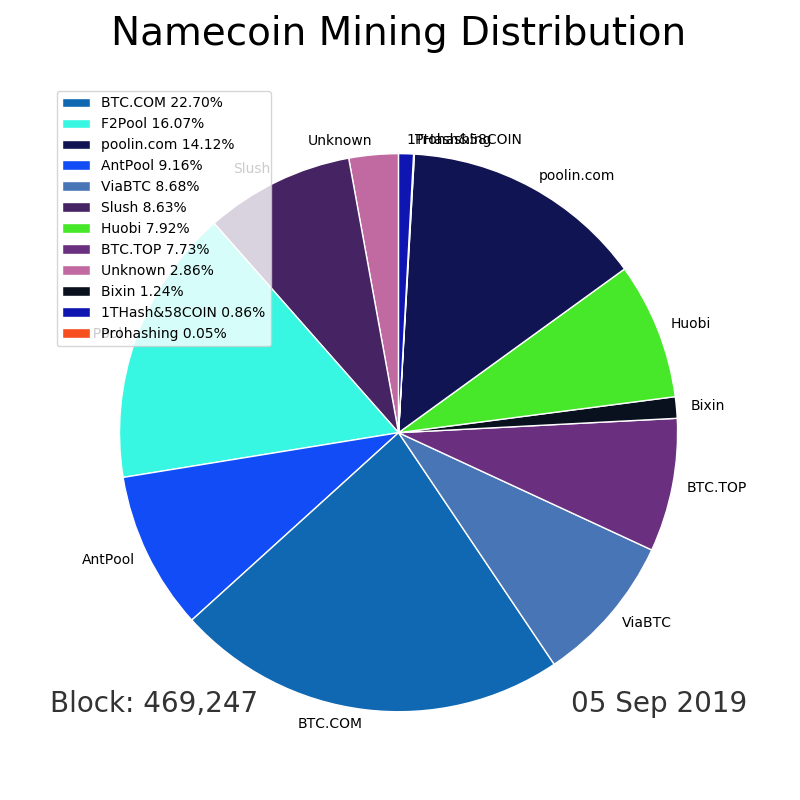 Namecoin Mining Distribution
BTC.COM 22.70%
F2Pool 16.07%
poolin.com 14.12%
AntPool 9.16%
ViaBTC 8.68%
Slush 8.63%
Huobi 7.92%
BTC.TOP 7.73%
Unknown 2.86%
Bixin 1.24%
1THash&58COIN 0.86%
Prohashing 0.05%
Unknown
1THash&58COIN
Prohashing
Slush
poolin.com
Huobi
Bixin
BTC.TOP
AntPool
ViaBTC
BTC.COM
Block: 469,247
05 Sep 2019